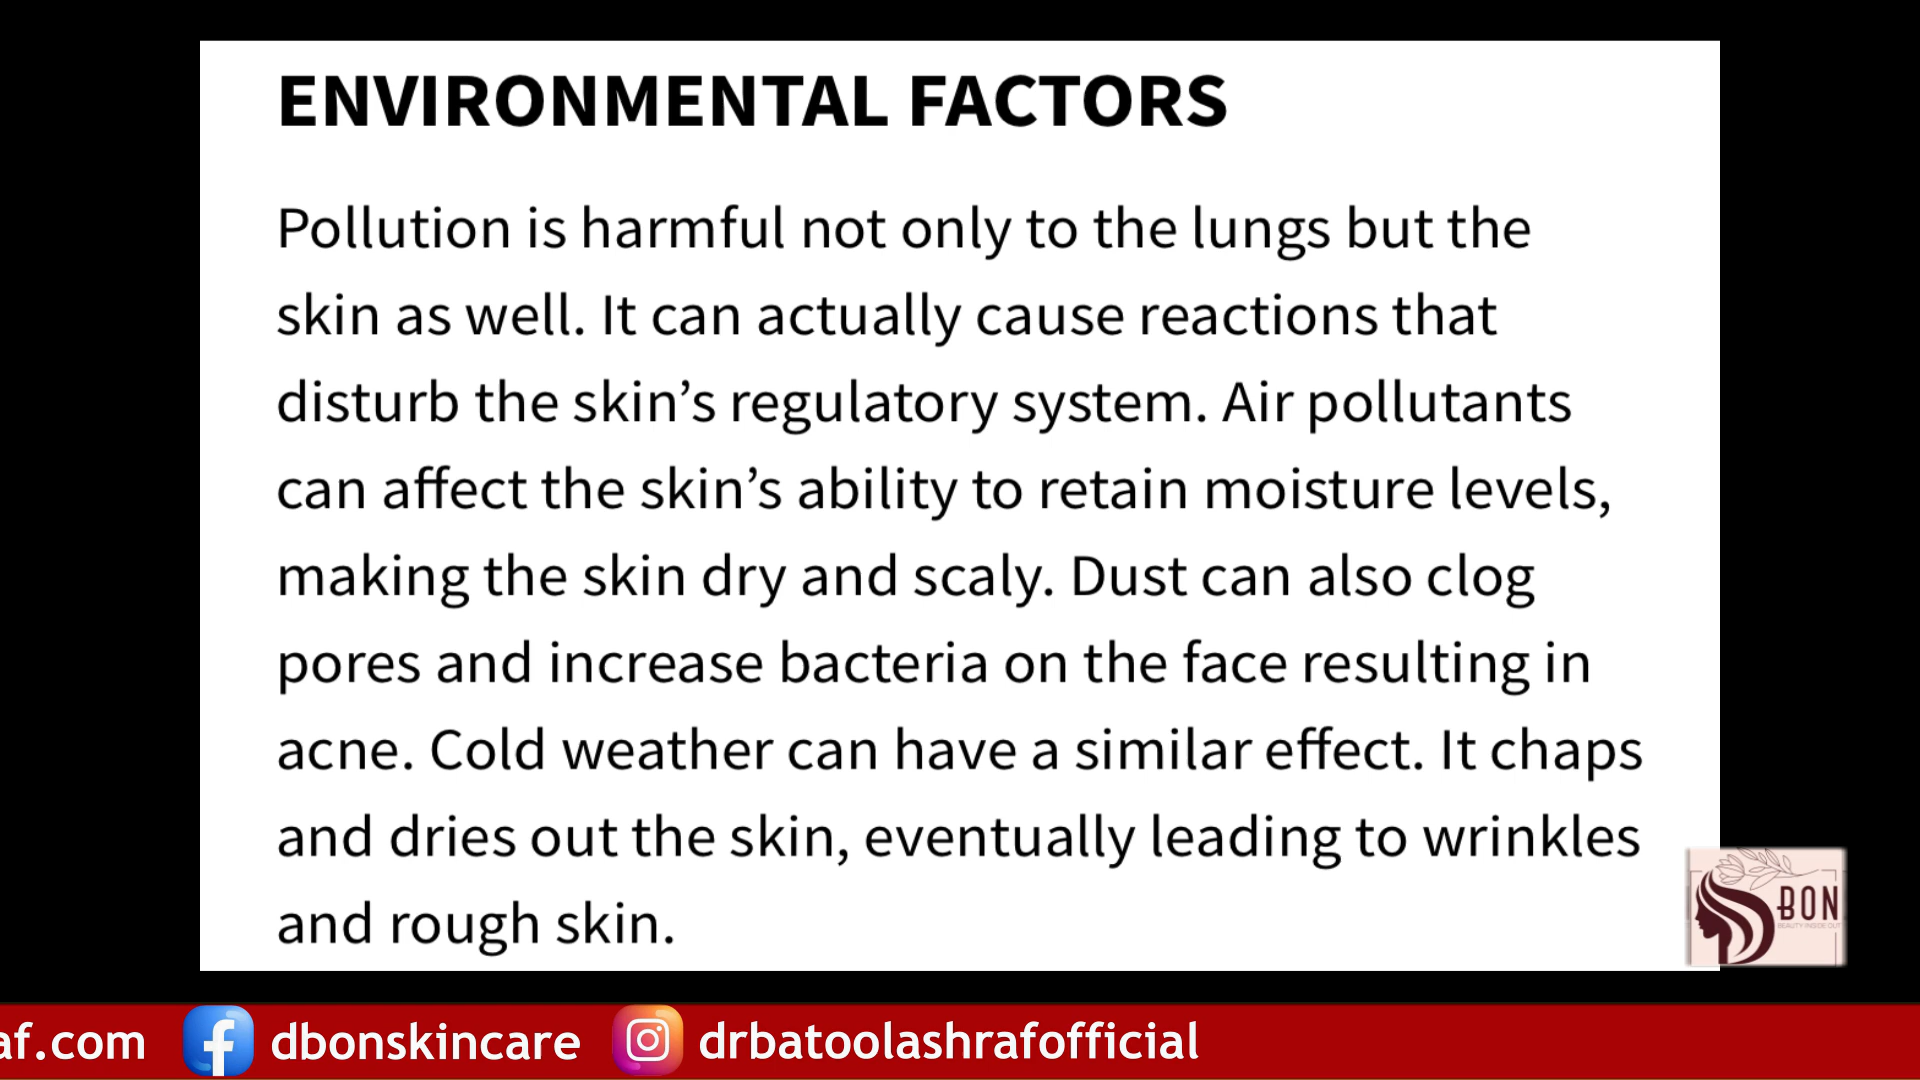 ENVIRONMENTAL FACTORS
Pollution is harmful not only to the lungs but the
skin as well. It can actually cause reactions that
disturb the skin’s regulatory system. Air pollutants
can affect the skin’s ability to retain moisture levels,
making the skin dry and scaly. Dust can also clog
pores and increase bacteria on the face resulting in
acne. Cold weather can have a similar effect. It chaps
and dries out the skin, eventually leading to wrinkles
and rough skin.
BON
BEAUTY INSIDE OUT
af.com dbonskincare drbatoolashrafofficial